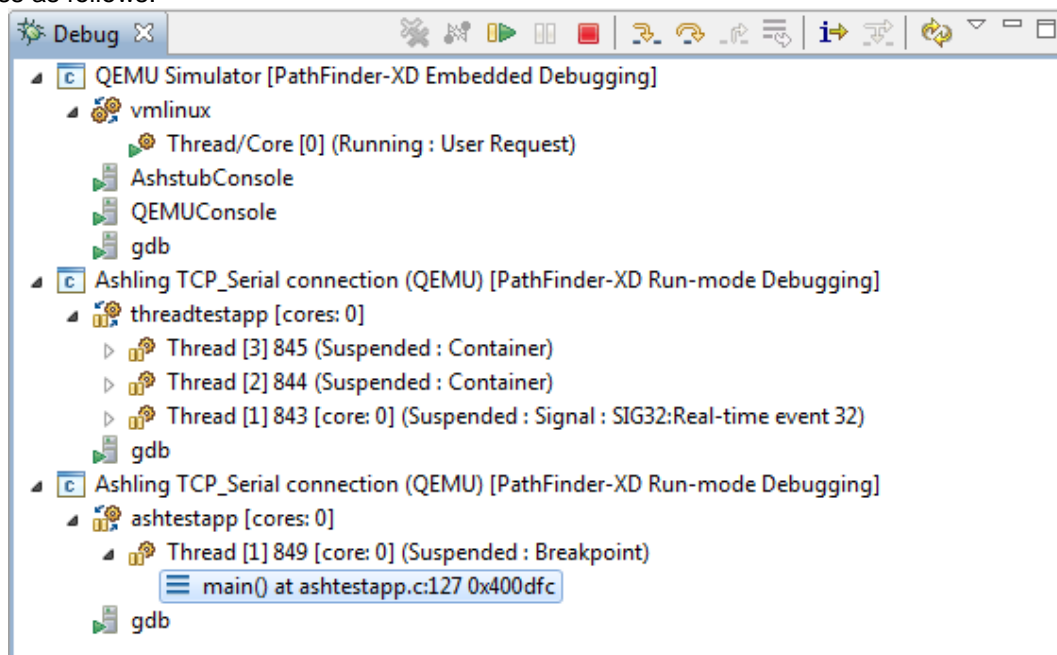 as follows:
Debug
QEMU Simulator [PathFinder-XD Embedded Debugging]
vmlinux
Thread/Core [0] (Running : User Request)
AshstubConsole
QEMUConsole
gdb
Ashling TCP_Serial connection (QEMU) [PathFinder-XD Run-mode Debugging]
threadtestapp [cores: 0]
Thread [3] 845 (Suspended : Container)
Thread [2] 844 (Suspended : Container)
Thread [1] 843 [core: 0] (Suspended : Signal : SIG32:Real-time event 32)
gdb
Ashling TCP_Serial connection (QEMU) [PathFinder-XD Run-mode Debugging]
ashtestapp [cores: 0]
Thread [1] 849 [core: 0] (Suspended : Breakpoint)
main() at ashtestapp.c:127 0x400dfc
gdb